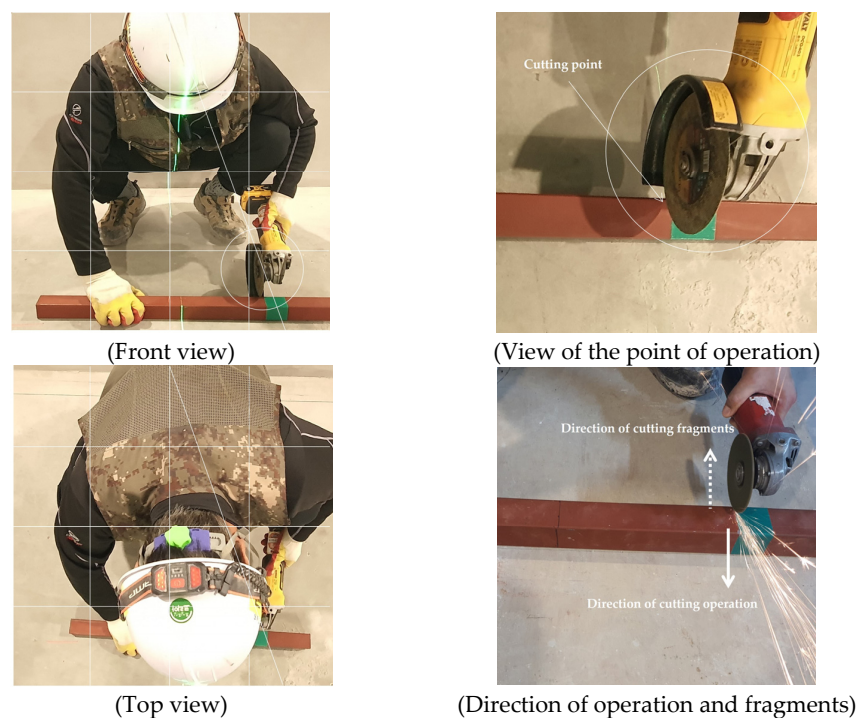 Cutting point
(Front view)
(View of the point of operation)
Direction of cutting fragments
Direction of cutting operation
(Top view)
(Direction of operation and fragments)